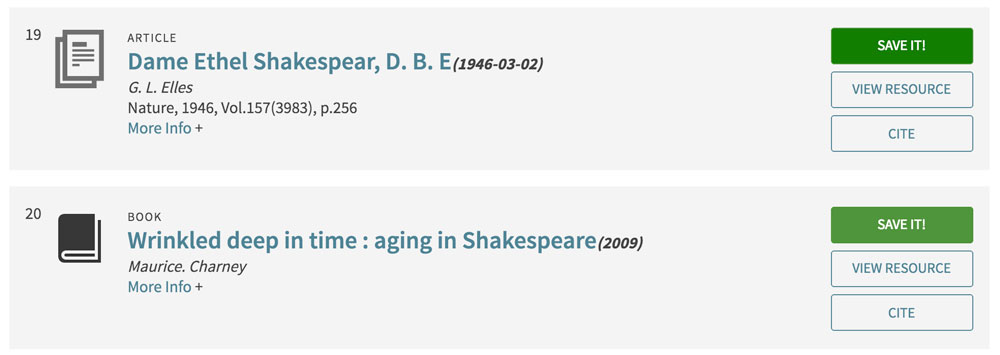 19
ARTICLE
Dame Ethel Shakespear, D. B. E(1946-03-02)
G. L. Elles
Nature, 1946, Vol.157(3983), p.256
More Info +
SAVE IT!
VIEW RESOURCE
CITE
20
BOOK
Wrinkled deep in time : aging in Shakespeare(2009)
Maurice. Charney
More Info +
SAVE IT!
VIEW RESOURCE
CITE